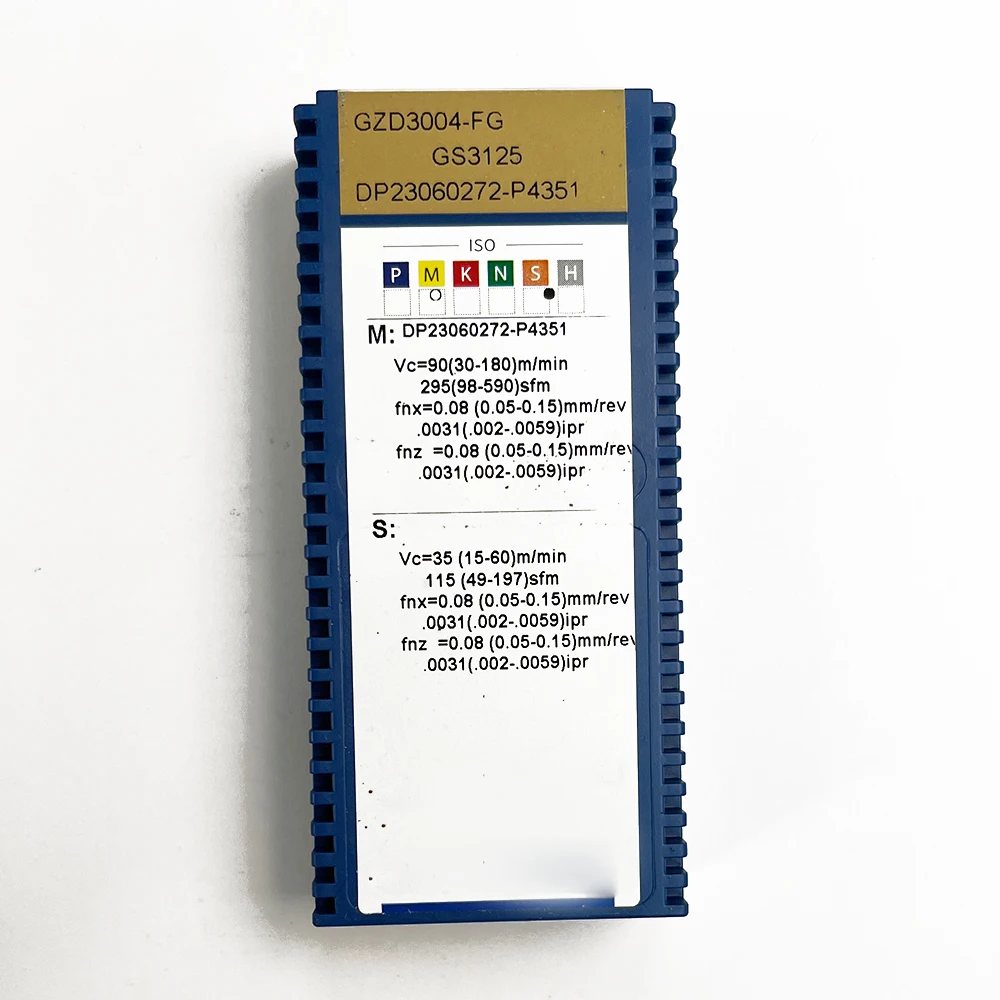 GZD3004-FG
GS3125
DP23060272-P4351
ISO
P M K N S H
M: DP23060272-P4351
Vc=90(30-180)m/min
295(98-590)sfm
fnx=0.08 (0.05-0.15)mm/rev
.0031(.002-.0059)ipr
fnz =0.08 (0.05-0.15)mm/rev
.0031(.002-.0059)ipr
S:
Vc=35 (15-60)m/min
115 (49-197)sfm
fnx=0.08 (0.05-0.15)mm/rev
.0031(.002-.0059)ipr
fnz =0.08 (0.05-0.15)mm/rev
.0031(.002-.0059)ipr